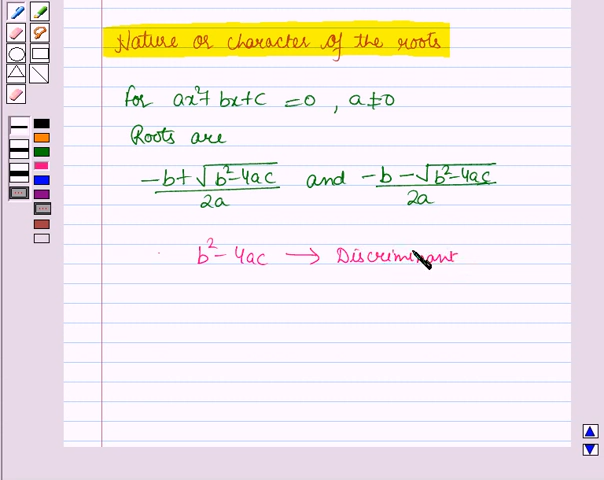 Nature or character of the roots
For ax²+bx+c =0 , a≠0
Roots are
-b+√b²-4ac/2a and -b-√b²-4ac/2a
b²-4ac → Discriminant